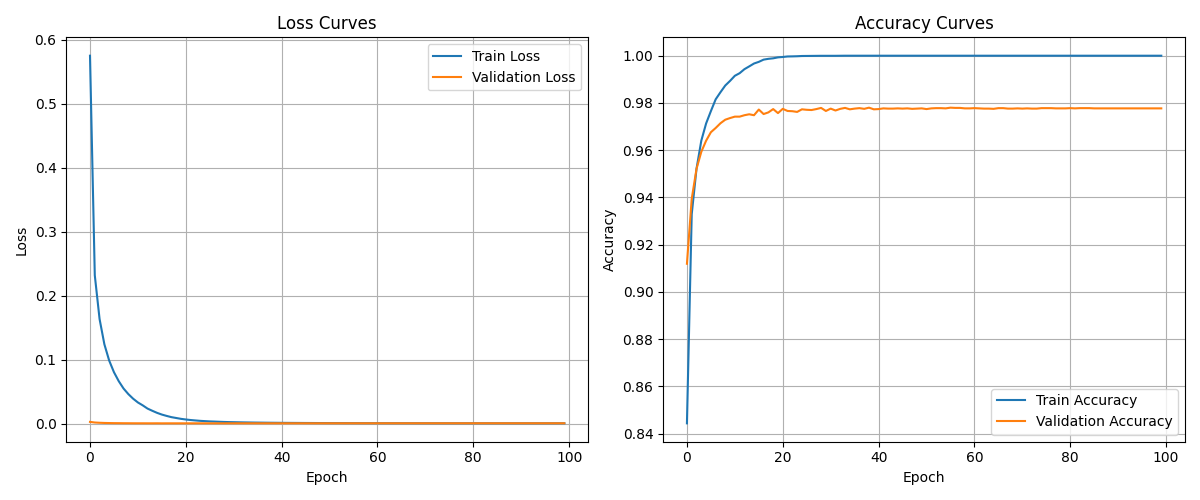 Loss Curves
0.6
0.5
0.4
0.3
0.2
0.1
0.0
Loss
0 20 40 60 80 100
Epoch
Train Loss
Validation Loss
Accuracy Curves
1.00
0.98
0.96
0.94
0.92
0.90
0.88
0.86
0.84
Accuracy
0 20 40 60 80 100
Epoch
Train Accuracy
Validation Accuracy